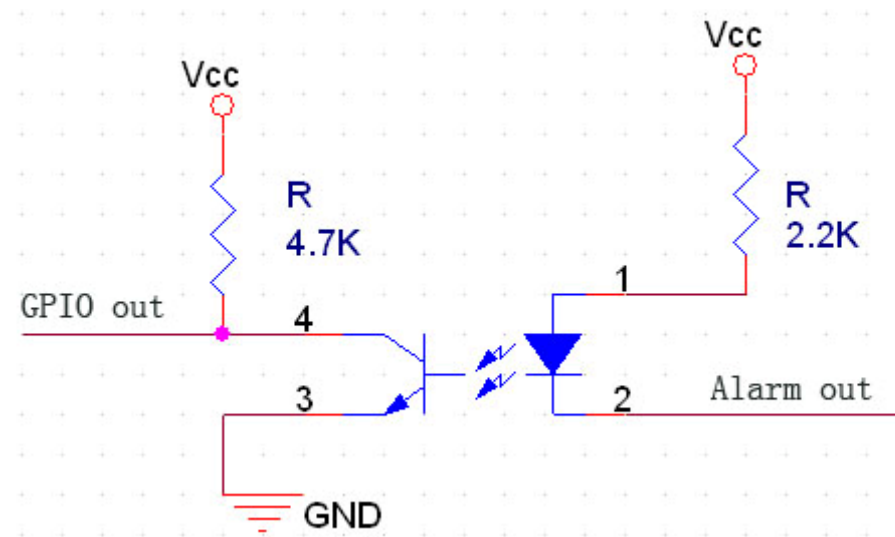 Vcc
Vcc
R
4.7K
R
2.2K
GPIO out
4
1
3
2
Alarm out
GND